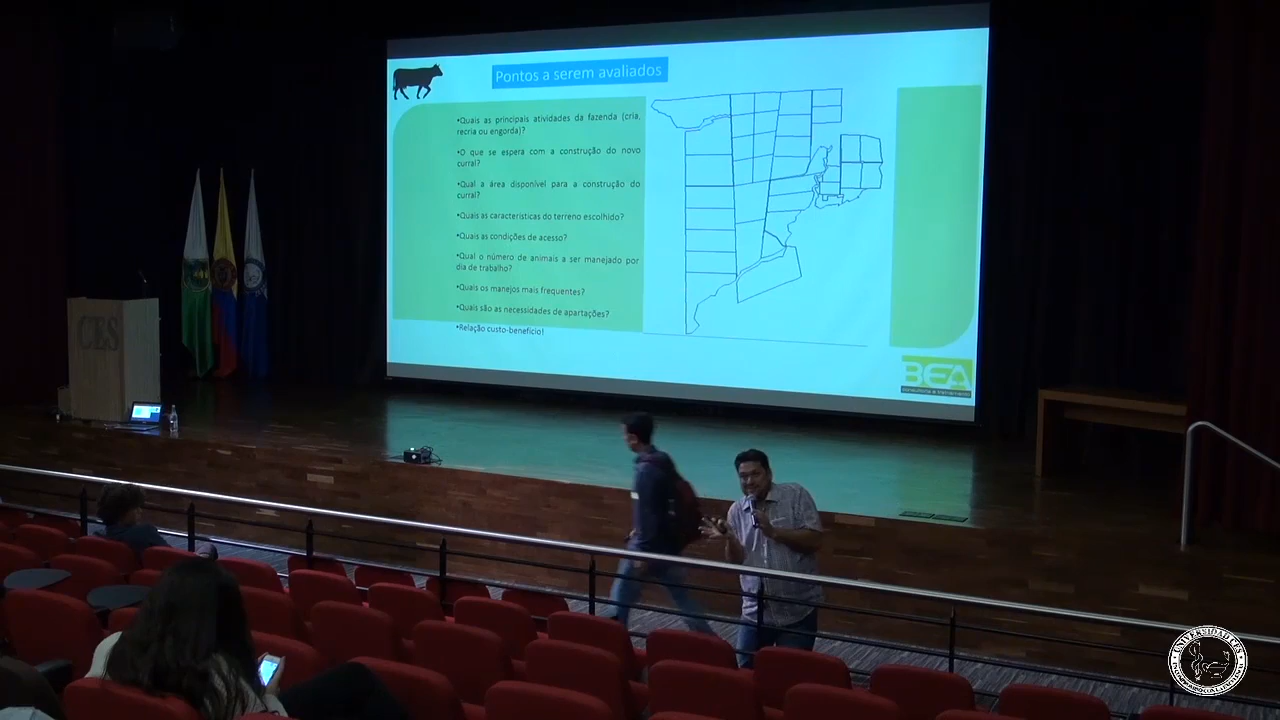 Pontos a serem avaliados
•Quais as principais atividades da fazenda (cria,
recria ou engorda)?
•O que se espera com a construção do novo
curral?
•Qual a área disponível para a construção do
curral?
•Quais as características do terreno escolhido?
•Quais as condições de acesso?
•Qual o número de animais a ser manejado por
dia de trabalho?
•Quais os manejos mais frequentes?
•Quais são as necessidades de apartações?
•Relação custo-benefício!
BEA
CES
UNIVERSIDAD CES